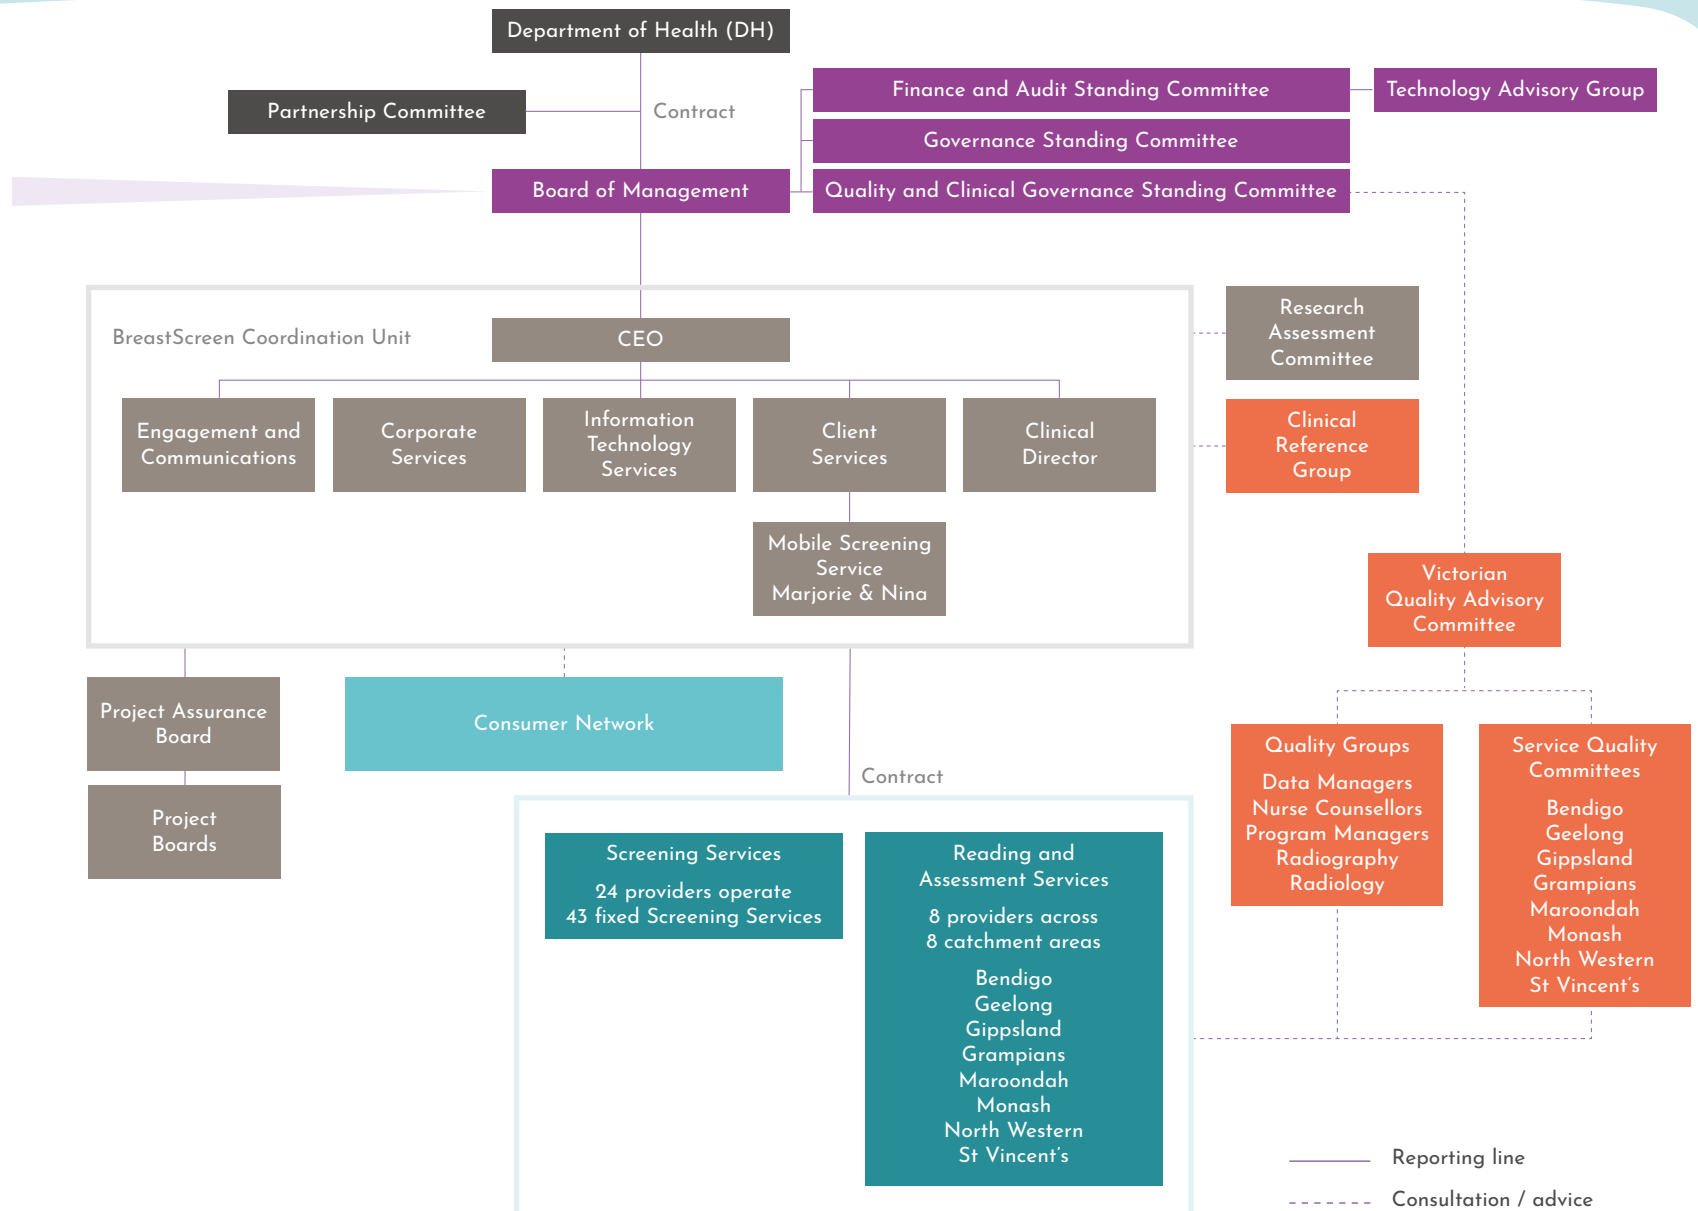 Department of Health (DH)
Partnership Committee
Contract
Finance and Audit Standing Committee
Technology Advisory Group
Governance Standing Committee
Board of Management
Quality and Clinical Governance Standing Committee
BreastScreen Coordination Unit
CEO
Research
Assessment
Committee
Engagement and
Communications
Corporate
Services
Information
Technology
Services
Client
Services
Clinical
Director
Clinical
Reference
Group
Mobile Screening
Service
Marjorie & Nina
Victorian
Quality Advisory
Committee
Project Assurance
Board
Consumer Network
Project
Boards
Contract
Screening Services
24 providers operate
43 fixed Screening Services
Reading and
Assessment Services
8 providers across
8 catchment areas
Bendigo
Geelong
Gippsland
Grampians
Maroondah
Monash
North Western
St Vincent's
Quality Groups
Data Managers
Nurse Counsellors
Program Managers
Radiography
Radiology
Service Quality
Committees
Bendigo
Geelong
Gippsland
Grampians
Maroondah
Monash
North Western
St Vincent's
Reporting line
Consultation / advice